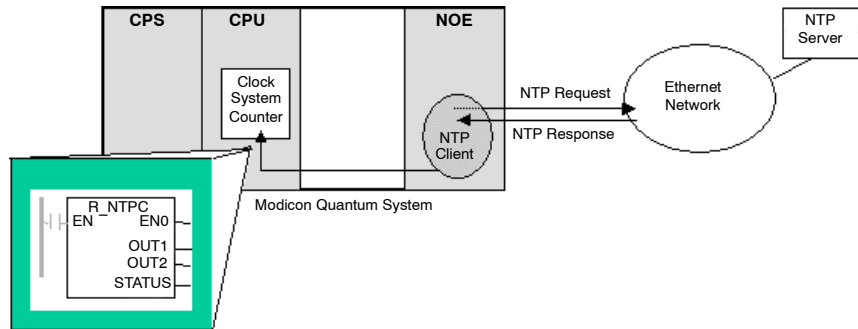 CPS
CPU
NOE
NTP
Server
Clock
System
Counter
NTP Request
Ethernet
Network
NTP Response
NTP
Client
Modicon Quantum System
R_NTPC
EN
EN0
OUT1
OUT2
STATUS